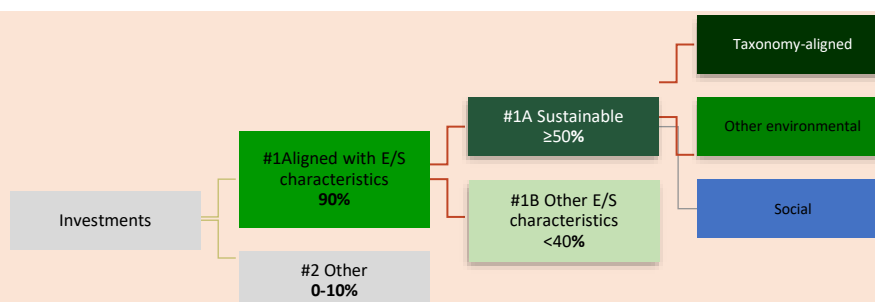 Investments
#1Aligned with E/S
characteristics
90%
#2 Other
0-10%
#1A Sustainable
≥50%
#1B Other E/S
characteristics
<40%
Taxonomy-aligned
Other environmental
Social